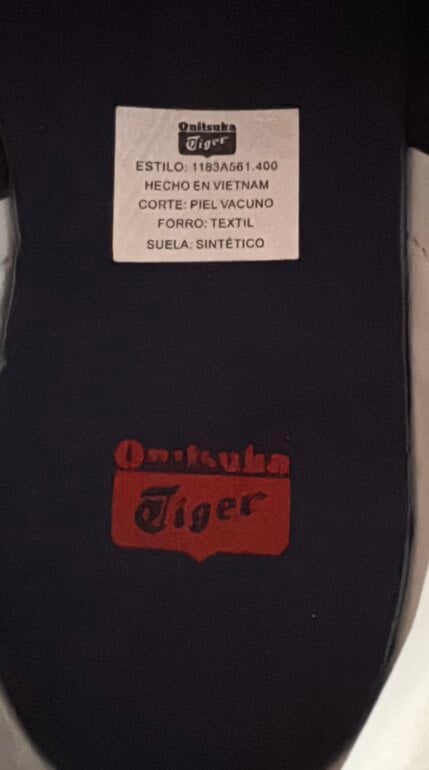 Onitsuka
Tiger
ESTILO: 1183A561.400
HECHO EN VIETNAM
CORTE: PIEL VACUNO
FORRO: TEXTIL
SUELA: SINTÉTICO
Onitsuka
Tiger